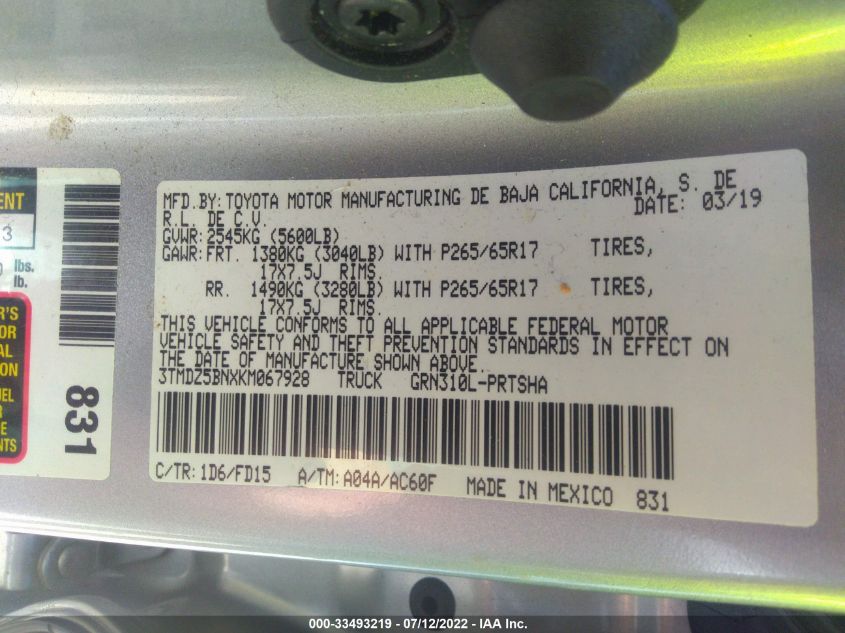 MFD.BY: TOYOTA MOTOR MANUFACTURING DE BAJA CALIFORNIA, S. DE
R.L. DE C.V. DATE: 03/19
GVWR: 2545KG (5600LB)
GAWR: FRT. 1380KG (3040LB) WITH P265/65R17 TIRES,
17X7.5J RIMS.
RR. 1490KG (3280LB) WITH P265/65R17 TIRES,
17X7.5J RIMS.
THIS VEHICLE CONFORMS TO ALL APPLICABLE FEDERAL MOTOR
VEHICLE SAFETY AND THEFT PREVENTION STANDARDS IN EFFECT ON
THE DATE OF MANUFACTURE SHOWN ABOVE.
3TMDZ5BNXKM067928 TRUCK GRN310L-PRTSHA
C/TR: 1D6/FD15 A/TM: A04A/AC60F MADE IN MEXICO 831
ENT
3
lbs.
lb.
831
000-33493219 - 07/12/2022 - IAA Inc.